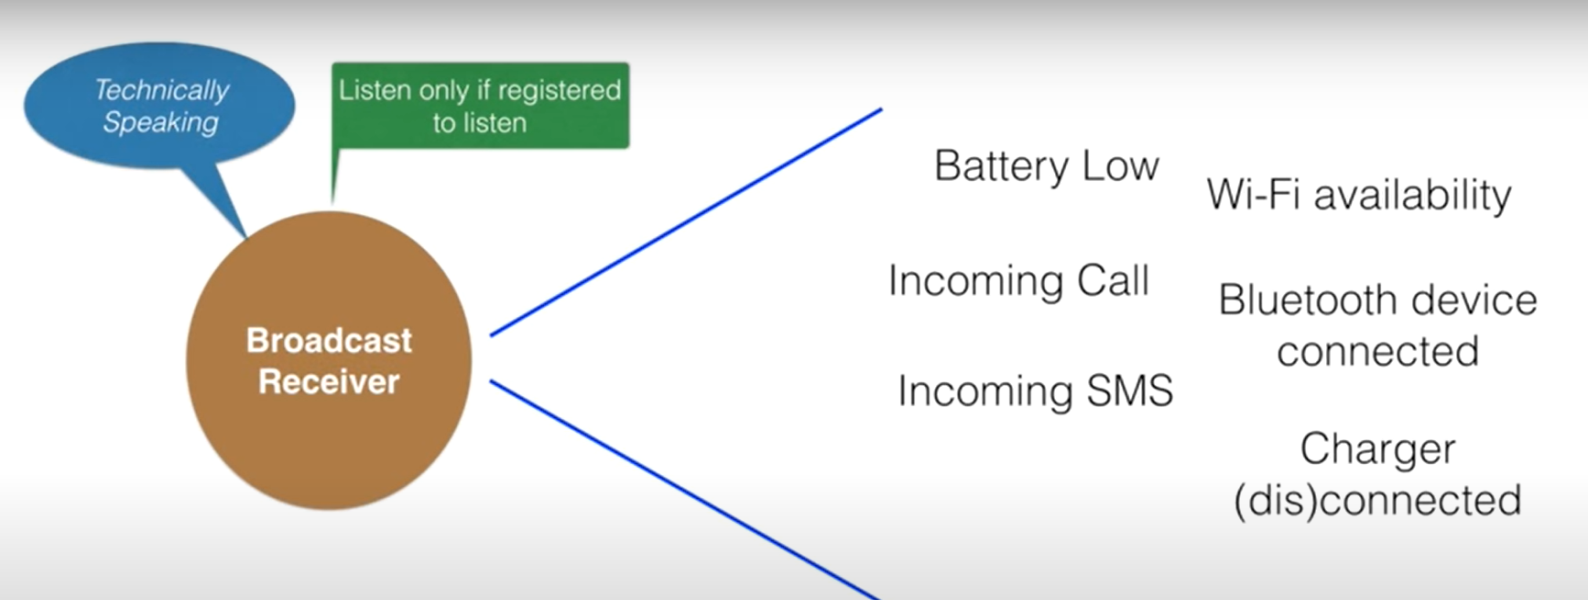 Technically
Speaking
Listen only if registered
to listen
Broadcast
Receiver
Battery Low
Wi-Fi availability
Incoming Call
Bluetooth device
connected
Incoming SMS
Charger
(dis)connected